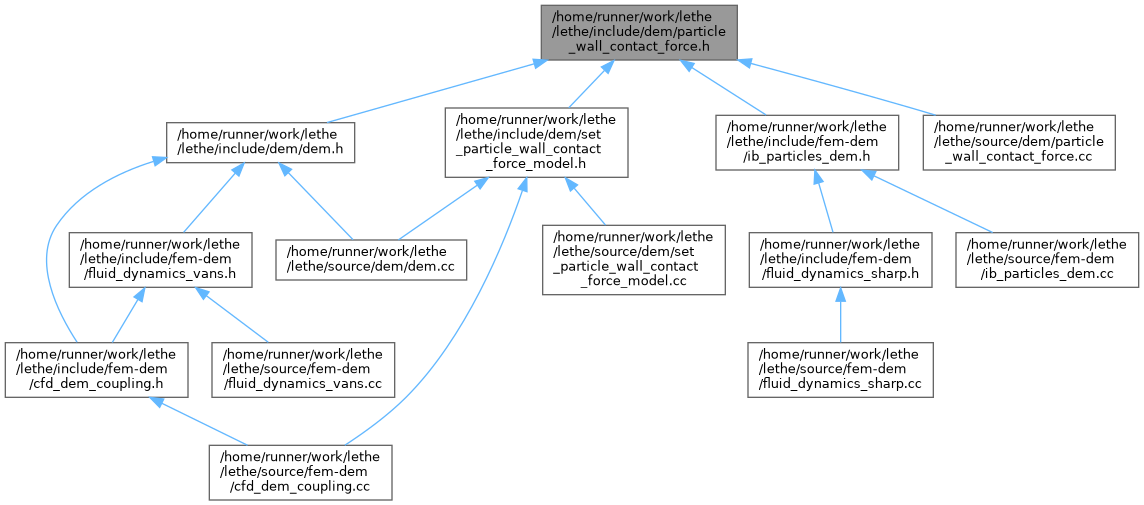 /home/runner/work/lethe
/lethe/include/dem/particle
_wall_contact_force.h
/home/runner/work/lethe
/lethe/include/dem/dem.h
/home/runner/work/lethe
/lethe/include/dem/set
_particle_wall_contact
_force_model.h
/home/runner/work/lethe
/lethe/include/fem-dem
/ib_particles_dem.h
/home/runner/work/lethe
/lethe/source/dem/particle
_wall_contact_force.cc
/home/runner/work/lethe
/lethe/include/fem-dem
/fluid_dynamics_vans.h
/home/runner/work/lethe
/lethe/source/dem/dem.cc
/home/runner/work/lethe
/lethe/source/dem/set
_particle_wall_contact
_force_model.cc
/home/runner/work/lethe
/lethe/include/fem-dem
/fluid_dynamics_sharp.h
/home/runner/work/lethe
/lethe/source/fem-dem
/ib_particles_dem.cc
/home/runner/work/lethe
/lethe/include/fem-dem
/cfd_dem_coupling.h
/home/runner/work/lethe
/lethe/source/fem-dem
/fluid_dynamics_vans.cc
/home/runner/work/lethe
/lethe/source/fem-dem
/fluid_dynamics_sharp.cc
/home/runner/work/lethe
/lethe/source/fem-dem
/cfd_dem_coupling.cc